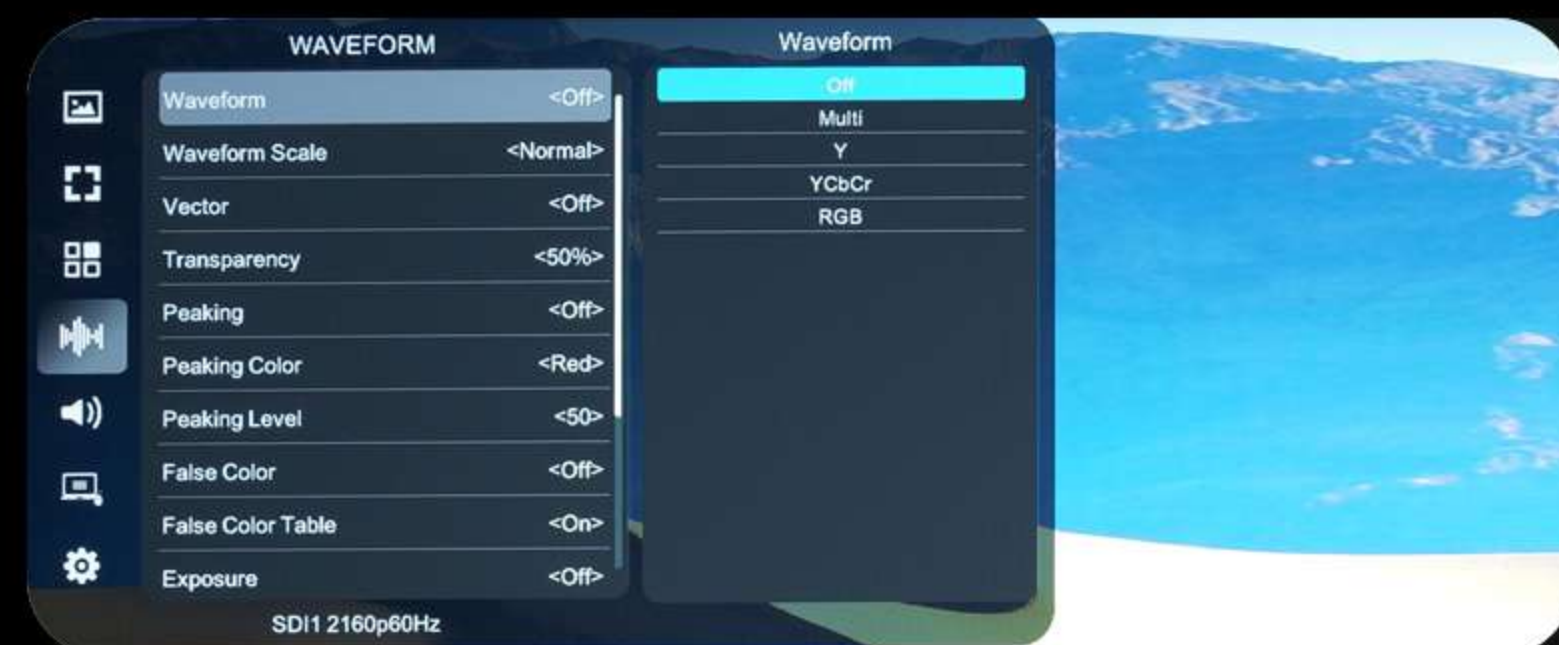 WAVEFORM
Waveform <Off>
Waveform Scale <Normal>
Vector <Off>
Transparency <50%>
Peaking <Off>
Peaking Color <Red>
Peaking Level <50>
False Color <Off>
False Color Table <On>
Exposure <Off>
SDI1 2160p60Hz
Waveform
Off
Multi
Y
YCbCr
RGB